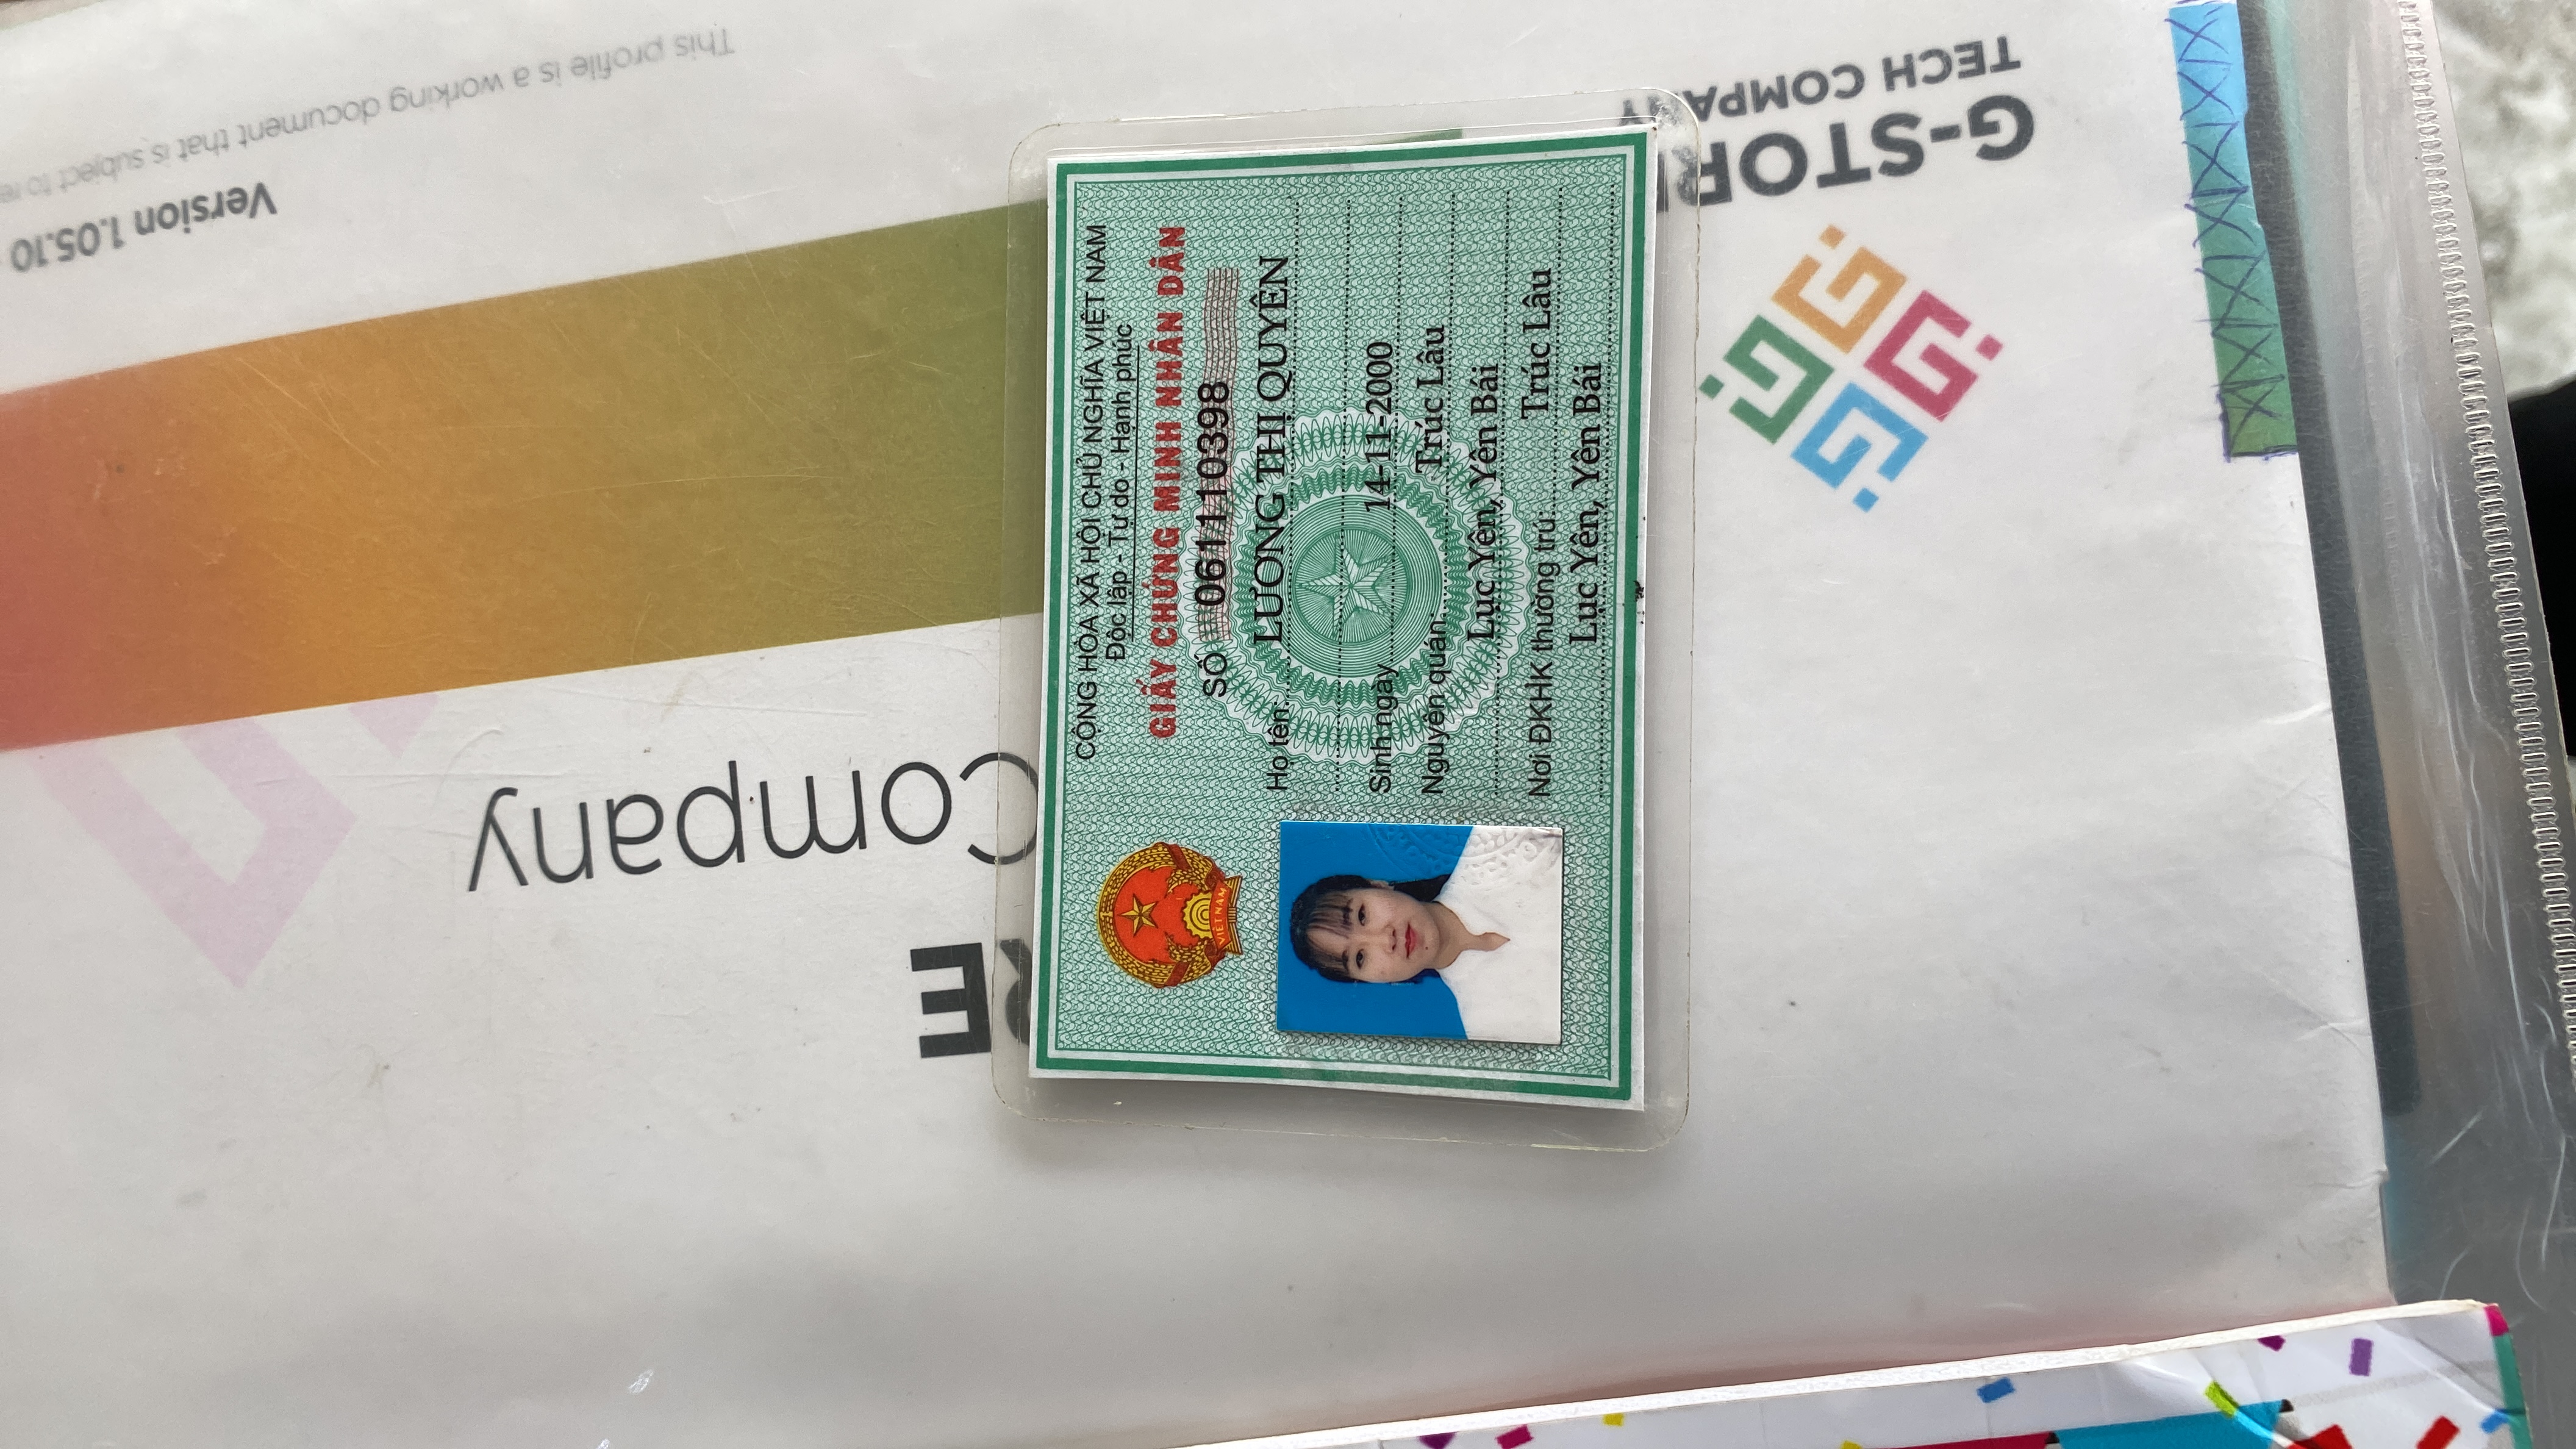 Version 1.05.10
This profile is a working document that is subject to
RE
Company
CỘNG HÒA XÃ HỘI CHỦ NGHĨA VIỆT NAM
Độc lập - Tự do - Hạnh phúc
GIẤY CHỨNG MINH NHÂN DÂN
SỐ 061110398
VIỆT NAM
Họ tên: LƯƠNG THỊ QUYÊN
Sinh ngày 14-11-2000
Nguyên quán: Trúc Lâu
Lục Yên, Yên Bái
Nơi ĐKHK thường trú: Trúc Lâu
Lục Yên, Yên Bái
G-STOR
TECH COMPANY